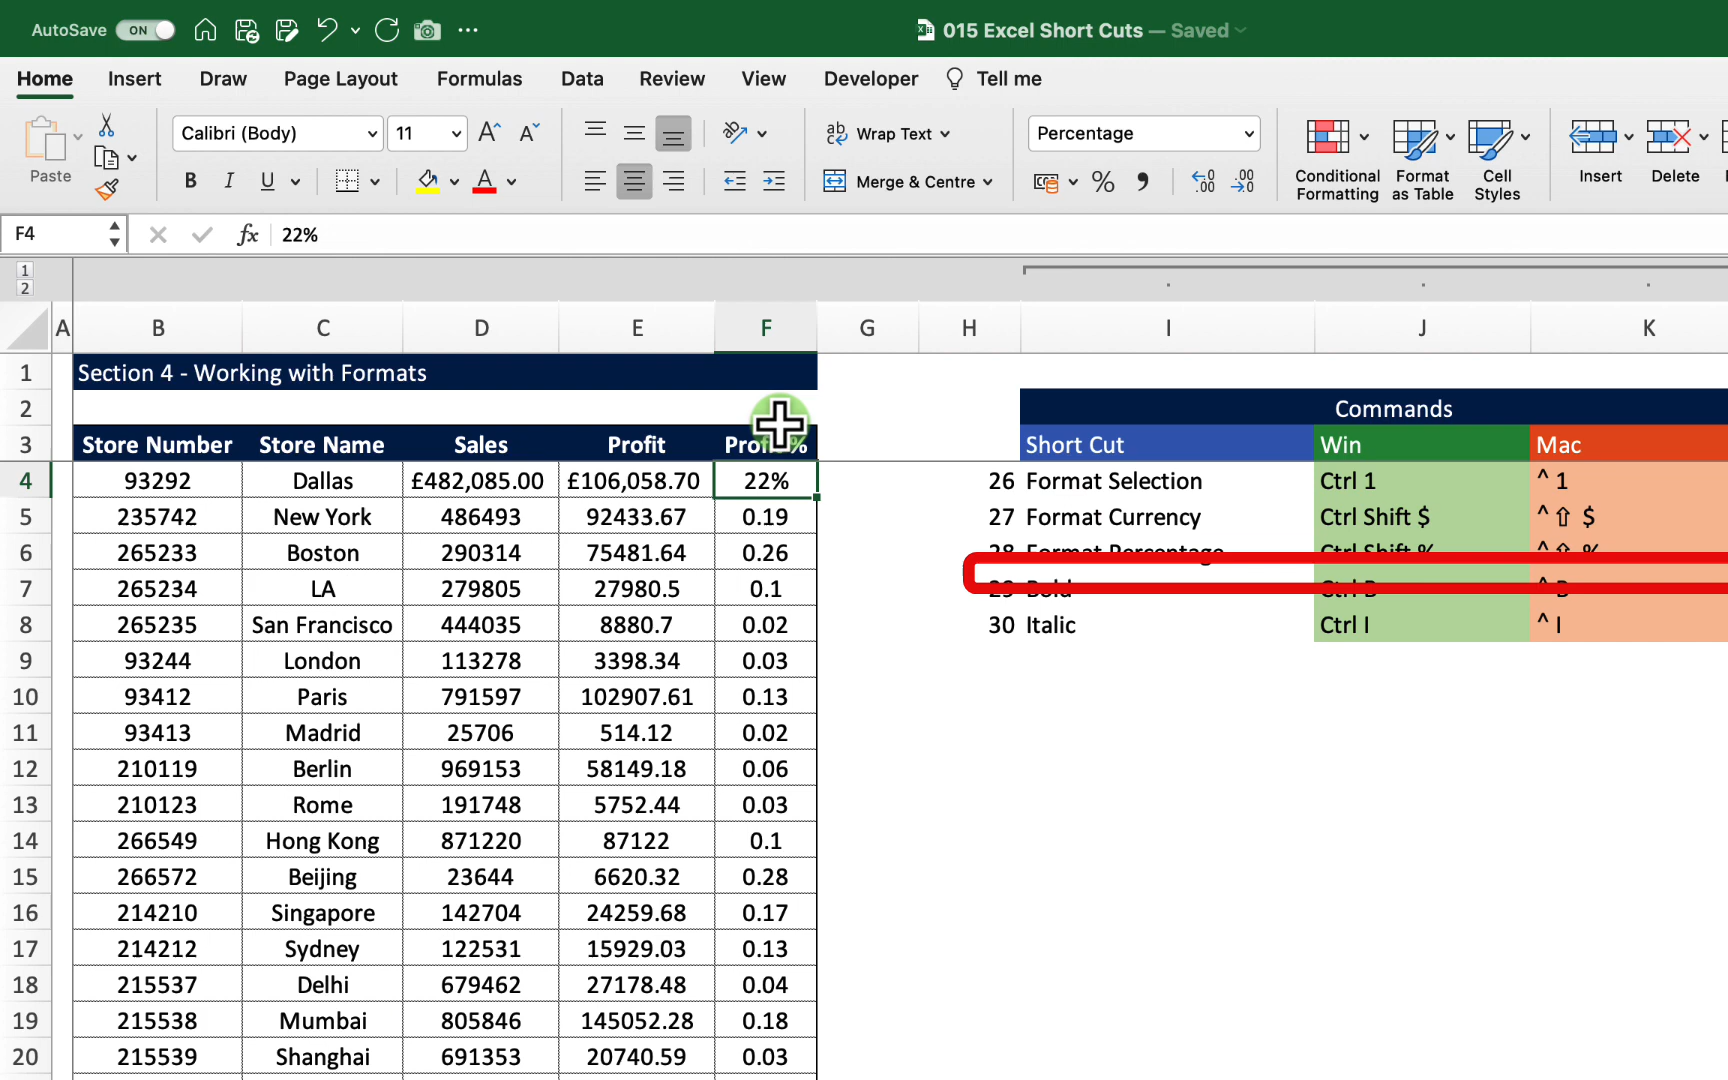 AutoSave ON 015 Excel Short Cuts — Saved
Home Insert Draw Page Layout Formulas Data Review View Developer Tell me
Calibri (Body) 11 ab Wrap Text Percentage
Paste B I U A Merge & Centre % Conditional Formatting Format as Table Cell Styles Insert Delete
F4 fx 22%
1
2
A B C D E F G H I J K
1 Section 4 - Working with Formats
2 Commands
3 Store Number Store Name Sales Profit Profit % Short Cut Win Mac
4 93292 Dallas £482,085.00 £106,058.70 22% 26 Format Selection Ctrl 1 ^ 1
5 235742 New York 486493 92433.67 0.19 27 Format Currency Ctrl Shift $ ^ ⇧ $
6 265233 Boston 290314 75481.64 0.26 28 Format Percentage Ctrl Shift % ^ ⇧ %
7 265234 LA 279805 27980.5 0.1 29 Bold Ctrl B ^ B
8 265235 San Francisco 444035 8880.7 0.02 30 Italic Ctrl I ^ I
9 93244 London 113278 3398.34 0.03
10 93412 Paris 791597 102907.61 0.13
11 93413 Madrid 25706 514.12 0.02
12 210119 Berlin 969153 58149.18 0.06
13 210123 Rome 191748 5752.44 0.03
14 266549 Hong Kong 871220 87122 0.1
15 266572 Beijing 23644 6620.32 0.28
16 214210 Singapore 142704 24259.68 0.17
17 214212 Sydney 122531 15929.03 0.13
18 215537 Delhi 679462 27178.48 0.04
19 215538 Mumbai 805846 145052.28 0.18
20 215539 Shanghai 691353 20740.59 0.03